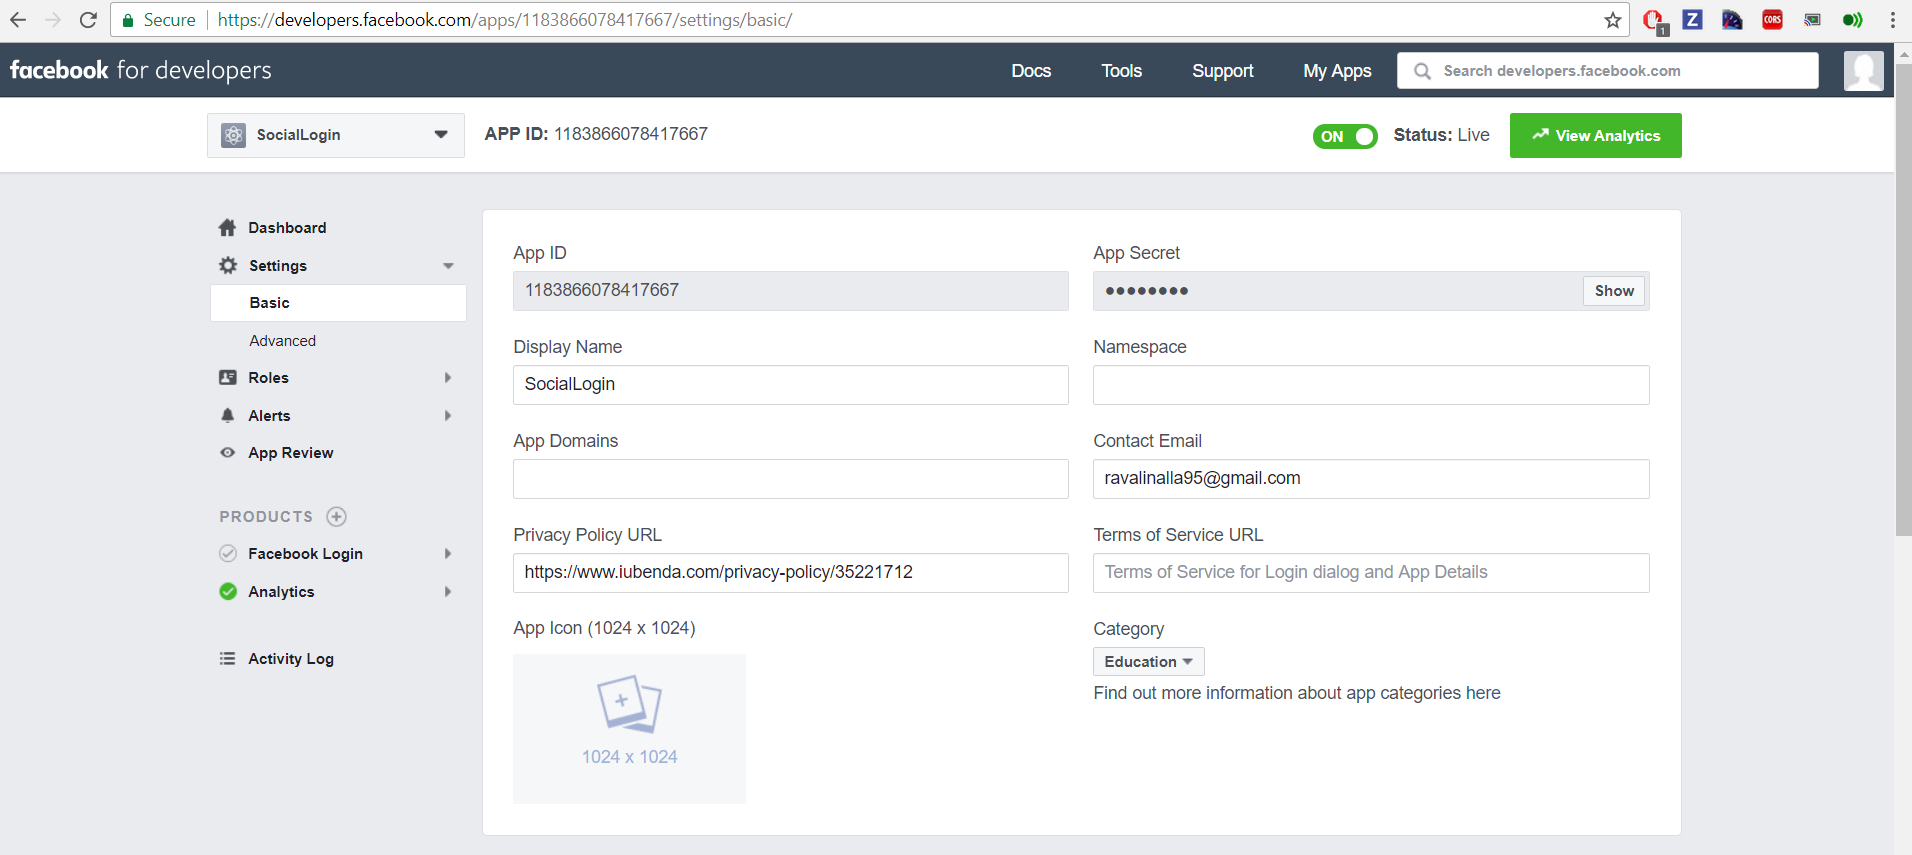 Secure https://developers.facebook.com/apps/1183866078417667/settings/basic/
1
CORS
facebook for developers
Docs Tools Support My Apps Search developers.facebook.com
SocialLogin APP ID: 1183866078417667 ON Status: Live View Analytics
Dashboard
Settings
Basic
Advanced
Roles
Alerts
App Review
PRODUCTS
Facebook Login
Analytics
Activity Log
App ID App Secret
1183866078417667 •••••••• Show
Display Name Namespace
SocialLogin
App Domains Contact Email
ravalinalla95@gmail.com
Privacy Policy URL Terms of Service URL
https://www.iubenda.com/privacy-policy/35221712 Terms of Service for Login dialog and App Details
App Icon (1024 x 1024) Category
Education
Find out more information about app categories here
1024 x 1024
Z